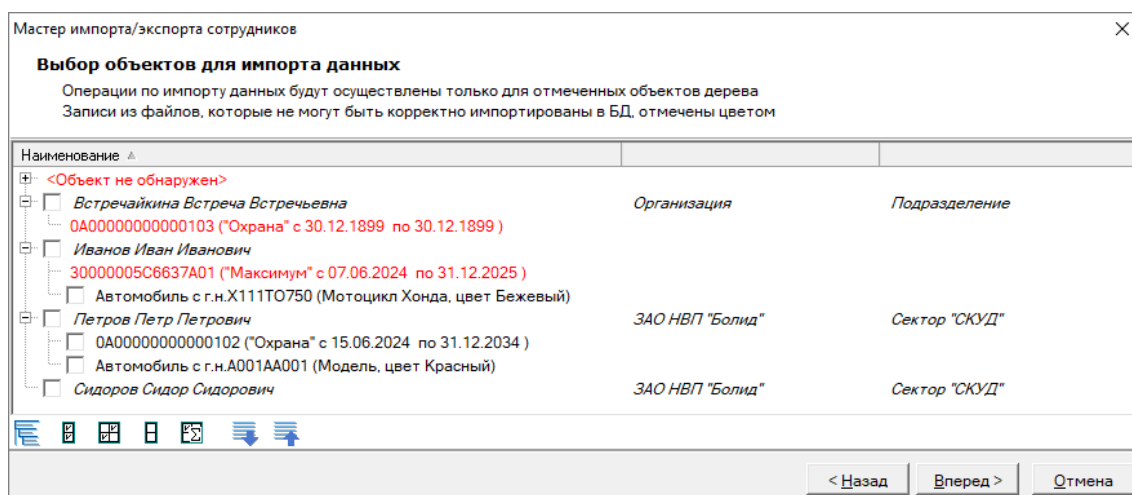 Мастер импорта/экспорта сотрудников
Выбор объектов для импорта данных
Операции по импорту данных будут осуществлены только для отмеченных объектов дерева
Записи из файлов, которые не могут быть корректно импортированы в БД, отмечены цветом
Наименование
<Объект не обнаружен>
Встречайкина Встреча Встречьевна Организация Подразделение
0A00000000000103 ("Охрана" с 30.12.1899 по 30.12.1899 )
Иванов Иван Иванович
30000005C6637A01 ("Максимум" с 07.06.2024 по 31.12.2025 )
Автомобиль с г.н.X111TO750 (Мотоцикл Хонда, цвет Бежевый)
Петров Петр Петрович ЗАО НВП "Болид" Сектор "СКУД"
0A00000000000102 ("Охрана" с 15.06.2024 по 31.12.2034 )
Автомобиль с г.н.A001AA001 (Модель, цвет Красный)
Сидоров Сидор Сидорович ЗАО НВП "Болид" Сектор "СКУД"
< Назад Вперед > Отмена